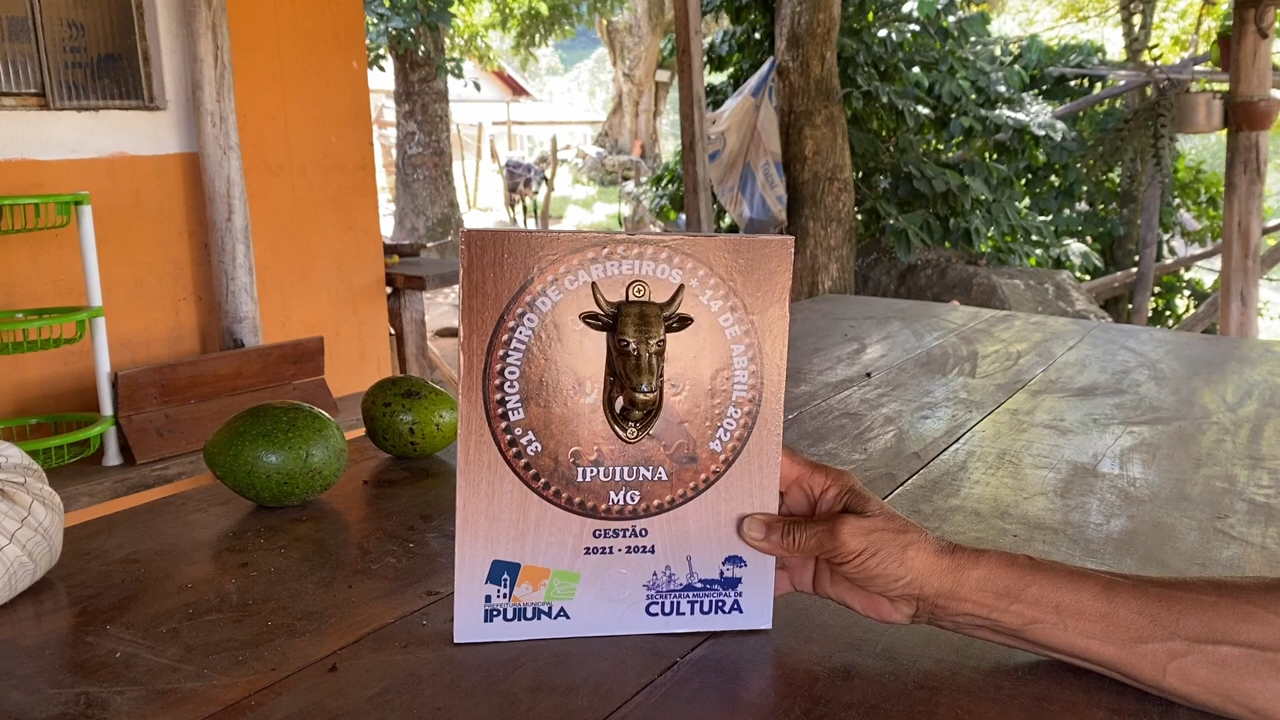 31º ENCONTRO DE CARREIROS * 14 DE ABRIL 2024
IPUIUNA
MG
GESTÃO
2021 - 2024
PREFEITURA MUNICIPAL
IPUIUNA
SECRETARIA MUNICIPAL DE
CULTURA